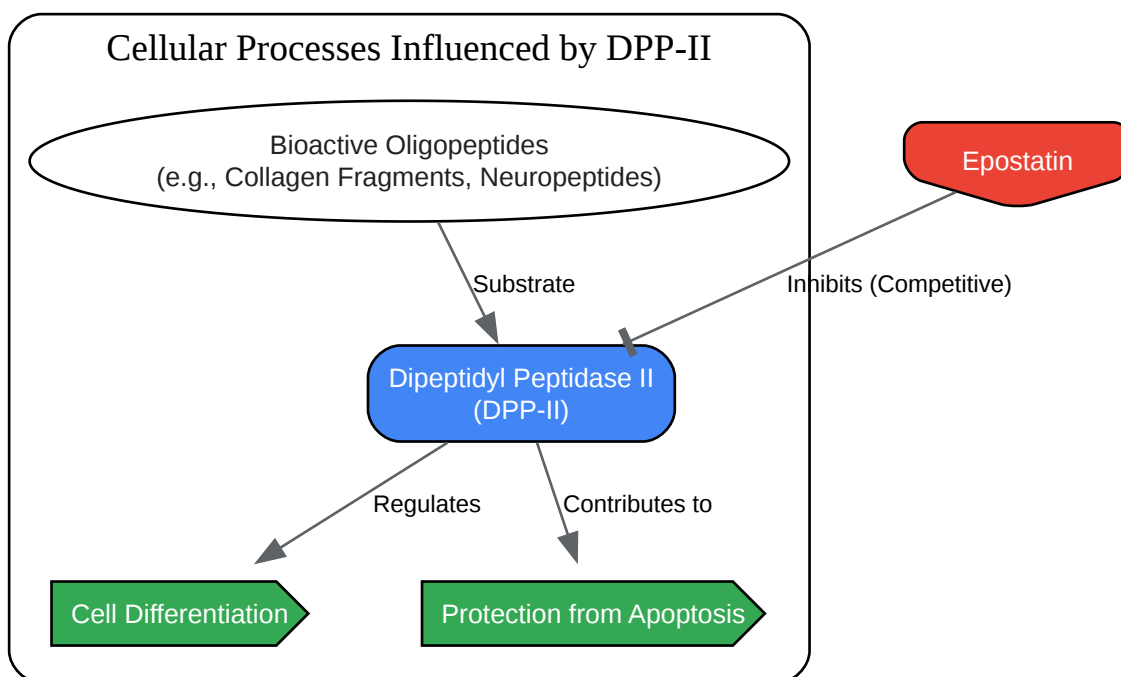 Cellular Processes Influenced by DPP-II
Bioactive Oligopeptides
(e.g., Collagen Fragments, Neuropeptides)
Epostatin
Substrate
Inhibits (Competitive)
Dipeptidyl Peptidase II
(DPP-II)
Regulates
Contributes to
Cell Differentiation
Protection from Apoptosis